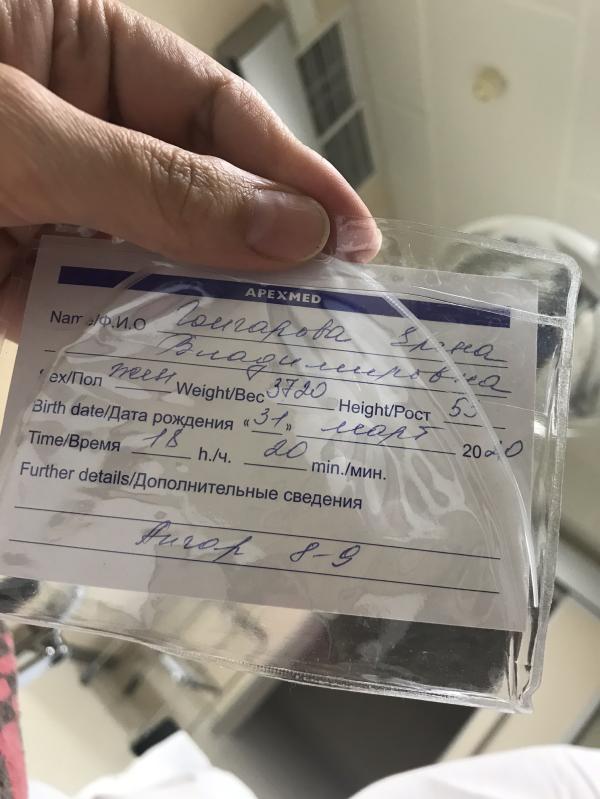 APEXMED
Name/Ф.И.О Гончарова
Владимировна
Sex/Пол жен Weight/Вес 3720 Height/Рост
Birth date/Дата рождения «31» март 2020
Time/Время 18 h./ч. 20 min./мин.
Further details/Дополнительные сведения
Апгар 8-9